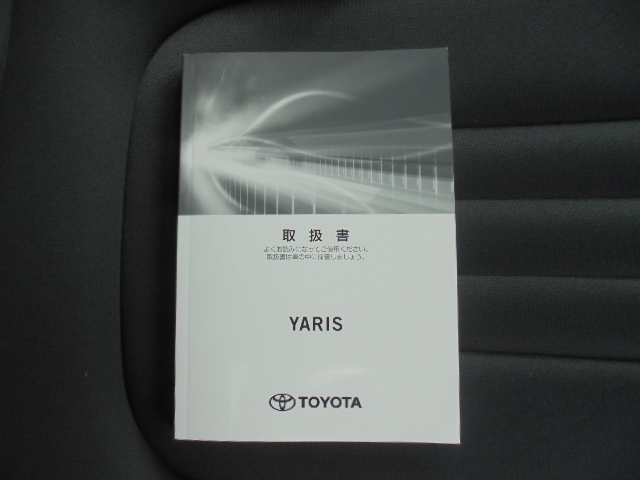 取扱書
よくお読みになってご使用ください。
取扱書は車の中に保管しましょう。
YARIS
TOYOTA